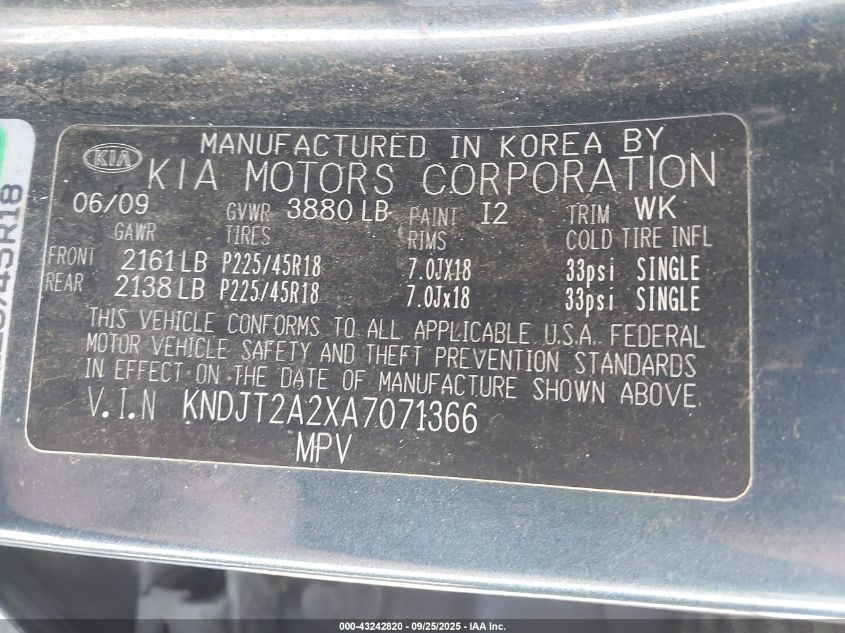 MANUFACTURED IN KOREA BY
KIA KIA MOTORS CORPORATION
06/09 GVWR 3880 LB PAINT I2 TRIM WK
GAWR TIRES RIMS COLD TIRE INFL
FRONT 2161 LB P225/45R18 7.0JX18 33psi SINGLE
REAR 2138 LB P225/45R18 7.0Jx18 33psi SINGLE
THIS VEHICLE CONFORMS TO ALL APPLICABLE U.S.A. FEDERAL
MOTOR VEHICLE SAFETY AND THEFT PREVENTION STANDARDS
IN EFFECT ON THE DATE OF MANUFACTURE SHOWN ABOVE.
V.I.N KNDJT2A2XA7071366
MPV
/45R18
000-43242820 - 09/25/2025 - IAA Inc.